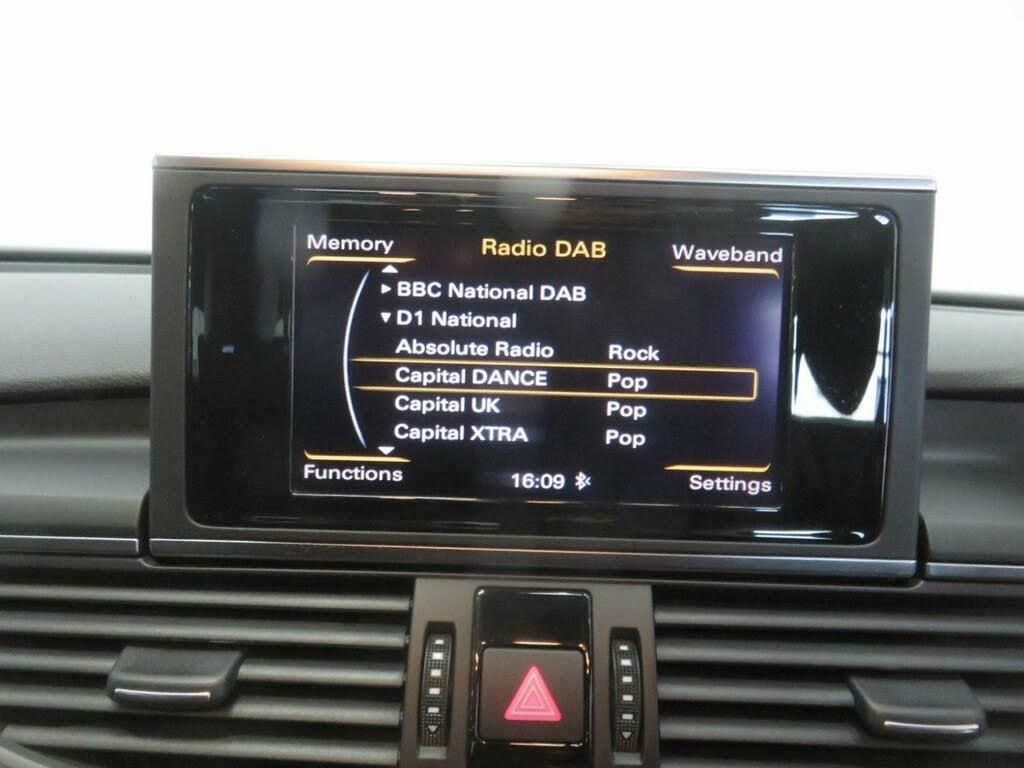 Memory
Radio DAB
Waveband
BBC National DAB
D1 National
Absolute Radio Rock
Capital DANCE Pop
Capital UK Pop
Capital XTRA Pop
Functions
16:09
Settings